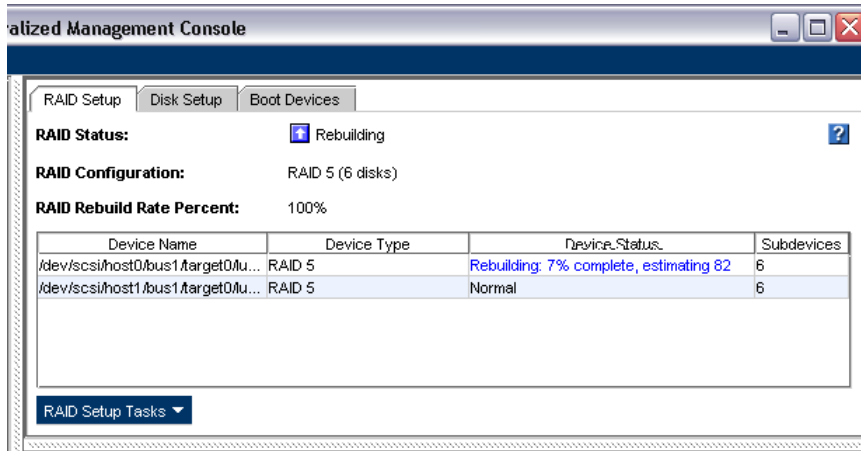 alized Management Console
RAID Setup Disk Setup Boot Devices
RAID Status: Rebuilding ?
RAID Configuration: RAID 5 (6 disks)
RAID Rebuild Rate Percent: 100%
Device Name Device Type Device Status Subdevices
/dev/scsi/host0/bus1/target0/lu... RAID 5 Rebuilding: 7% complete, estimating 82 6
/dev/scsi/host1/bus1/target0/lu... RAID 5 Normal 6
RAID Setup Tasks